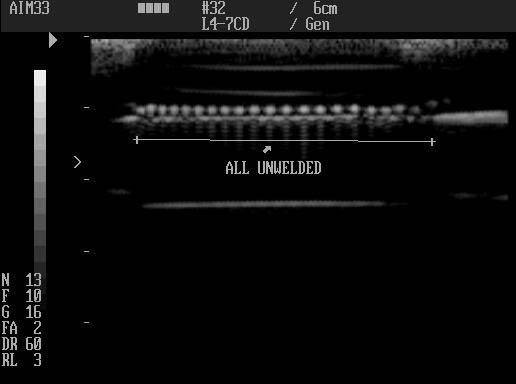 AIM33 #32 / 6cm
L4-7CD / Gen
ALL UNWELDED
N 13
F 10
G 16
FA 2
DR 60
RL 3